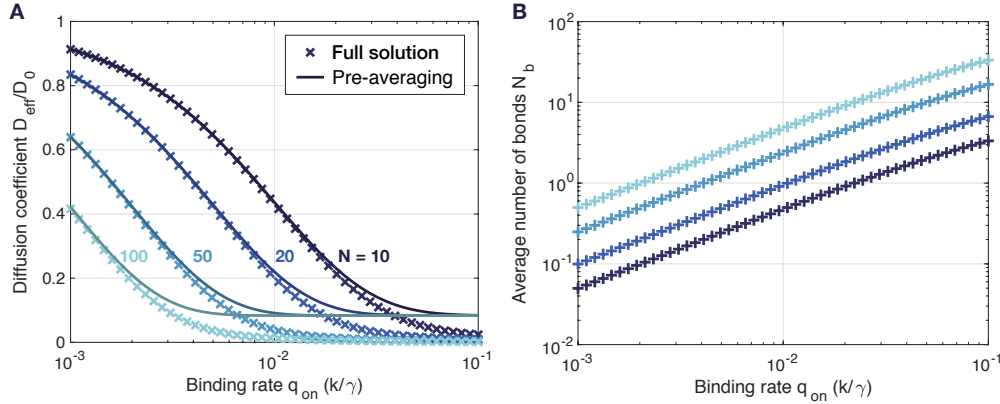 A
Diffusion coefficient D_eff/D_0
1
0.8
0.6
0.4
0.2
0
10^-3
10^-2
10^-1
Binding rate q_on (k/γ)
Full solution
Pre-averaging
100
50
20
N = 10
B
Average number of bonds N_b
10^2
10^1
10^0
10^-1
10^-2
10^-3
10^-2
10^-1
Binding rate q_on (k/γ)